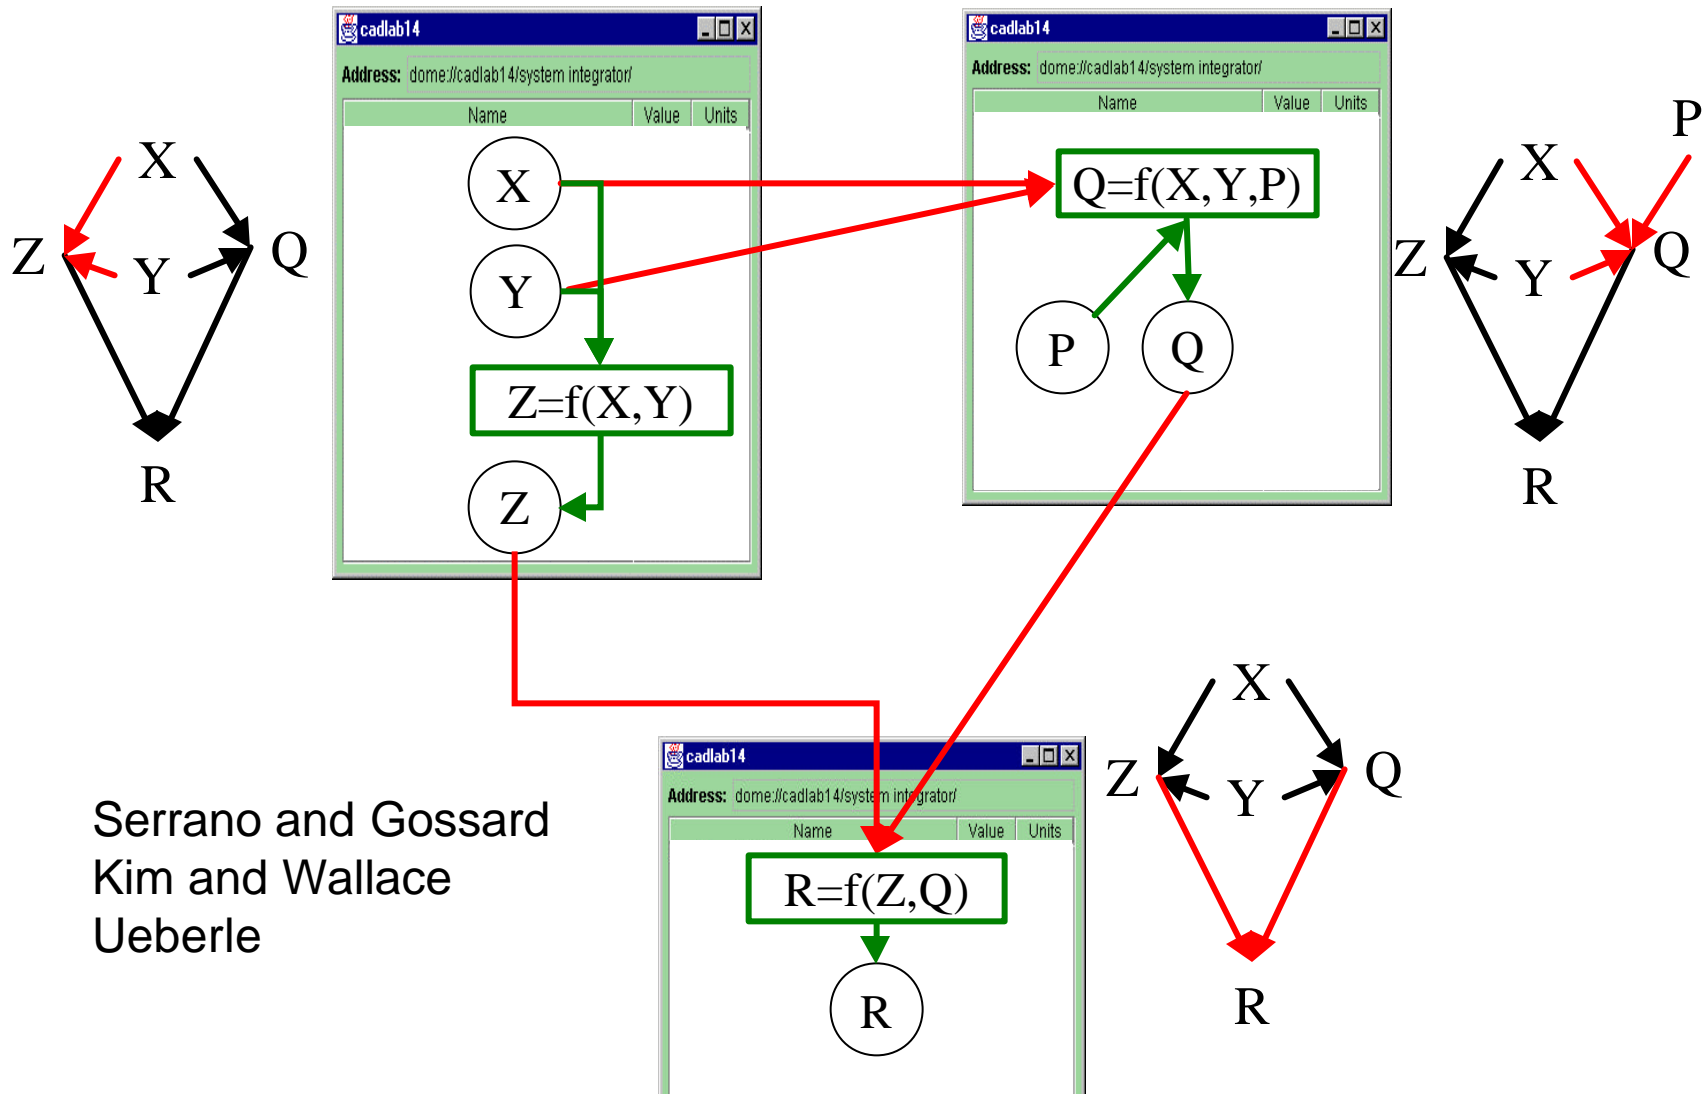 cadlab14
Address: dome://cadlab14/system integrator/
Name Value Units
X
Y
Z=f(X,Y)
Z
cadlab14
Address: dome://cadlab14/system integrator/
Name Value Units
Q=f(X,Y,P)
P
Q
X
Z
Y
Q
R
P
X
Z
Y
Q
R
cadlab14
Address: dome://cadlab14/system integrator/
Name Value Units
R=f(Z,Q)
R
X
Z
Y
Q
R
Serrano and Gossard
Kim and Wallace
Ueberle